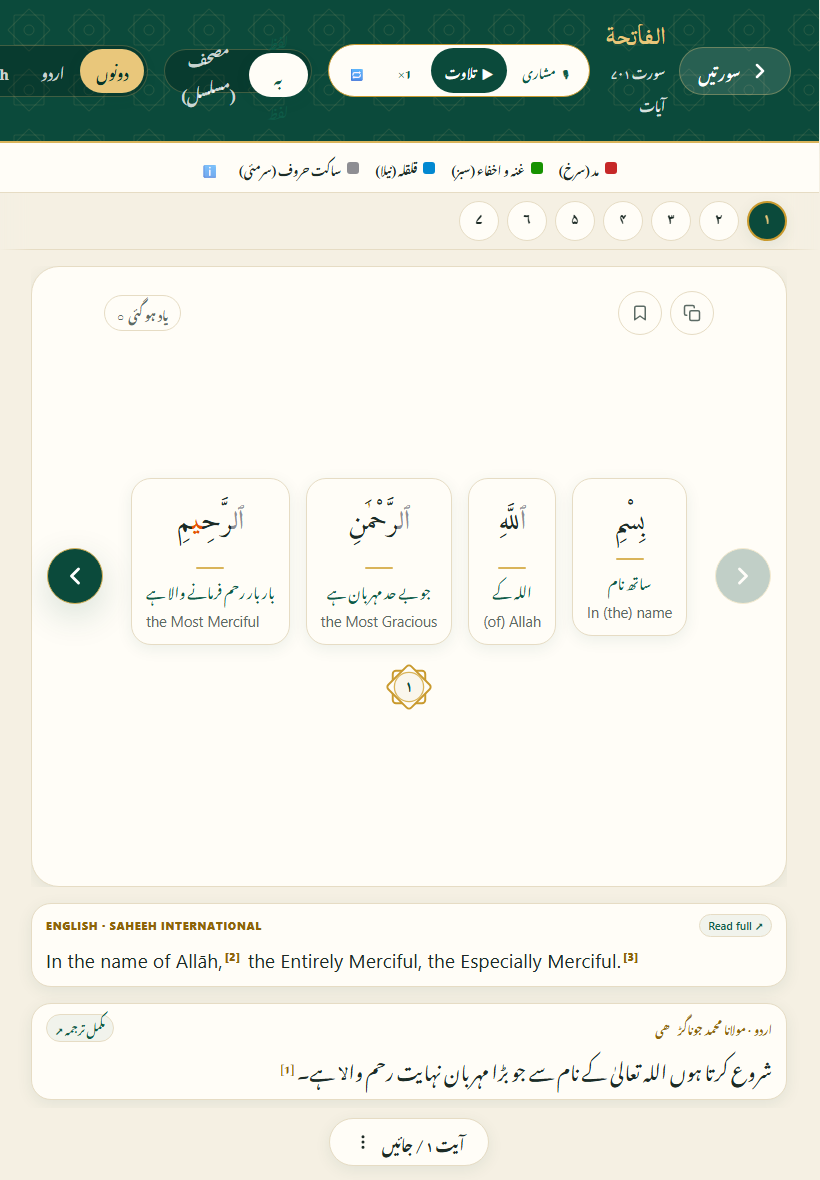 الفاتحة
سورتیں
سورت ۱ · ۷
آیات
مشاری
تلاوت
×۱
بہ
مصحف
(مسلسل)
دونوں
اردو
h
مد (سرخ)
غنہ و اخفاء (سبز)
قلقلہ (نیلا)
ساکت حروف (سرمئی)
۱ ۲ ۳ ۴ ۵ ٦ ۷
یاد ہو گئی ○
بِسْمِ
ساتھ نام
In (the) name
ٱللَّهِ
اللہ کے
(of) Allah
ٱلرَّحْمَٰنِ
جو بے حد مہربان ہے
the Most Gracious
ٱلرَّحِيمِ
بار بار رحم فرمانے والا ہے
the Most Merciful
۱
ENGLISH · SAHEEH INTERNATIONAL
Read full ↗
In the name of Allāh,[2] the Entirely Merciful, the Especially Merciful.[3]
اردو · مولانا محمد جوناگڑھی
مکمل ترجمہ ↗
شروع کرتا ہوں اللہ تعالیٰ کے نام سے جو بڑا مہربان نہایت رحم والا ہے۔ [1]
آیت ۱ / جائیں ⋮